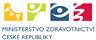 MINISTERSTVO ZDRAVOTNICTVÍ
ČESKÉ REPUBLIKY